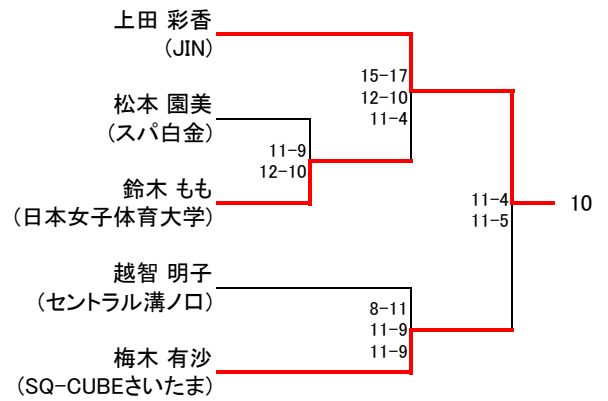 上田 彩香
(JIN)
15-17
12-10
11-4
松本 園美
(スパ白金)
11-9
12-10
鈴木 もも
(日本女子体育大学)
11-4
11-5
10
越智 明子
(セントラル溝ノ口)
8-11
11-9
11-9
梅木 有沙
(SQ-CUBEさいたま)